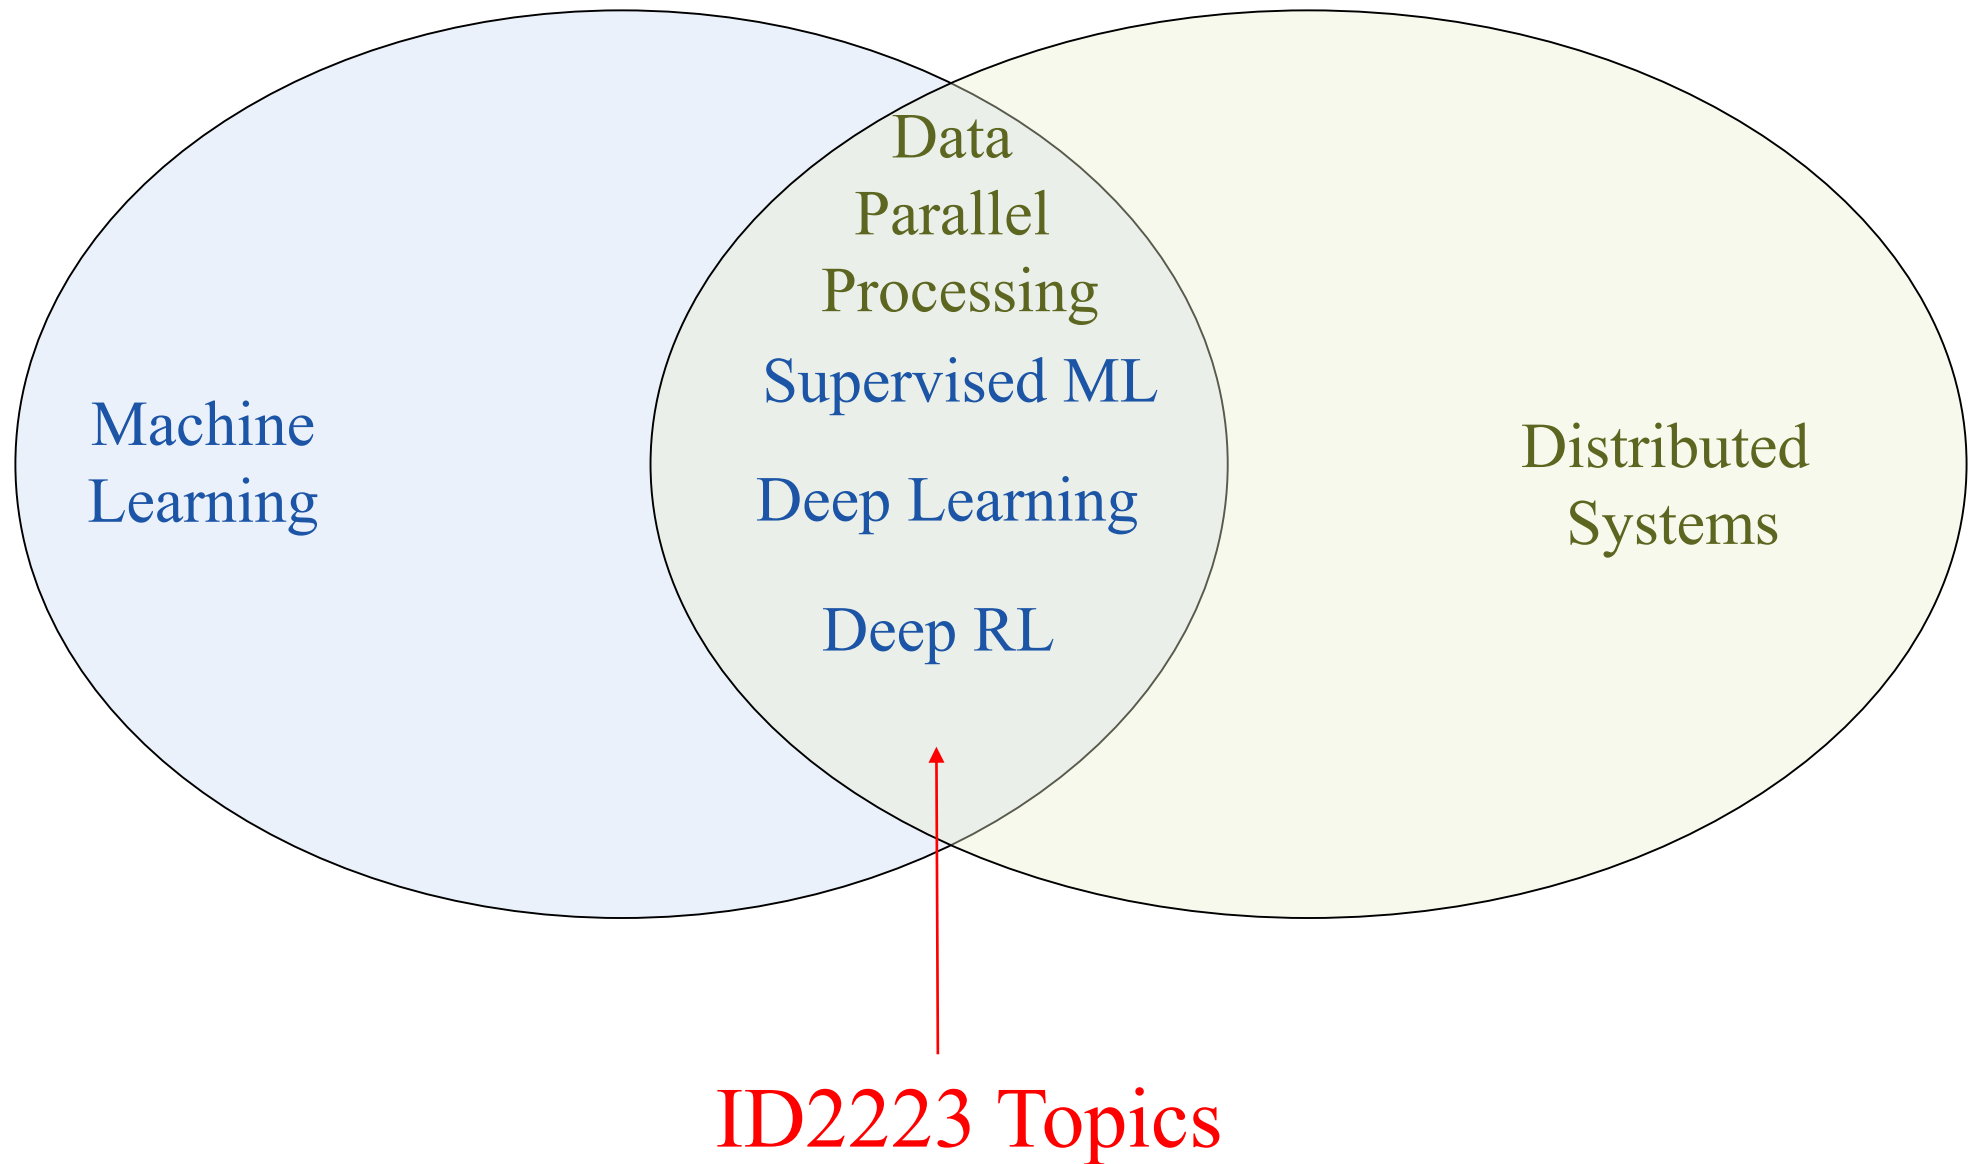 Machine
Learning
Data
Parallel
Processing
Supervised ML
Deep Learning
Deep RL
Distributed
Systems
ID2223 Topics